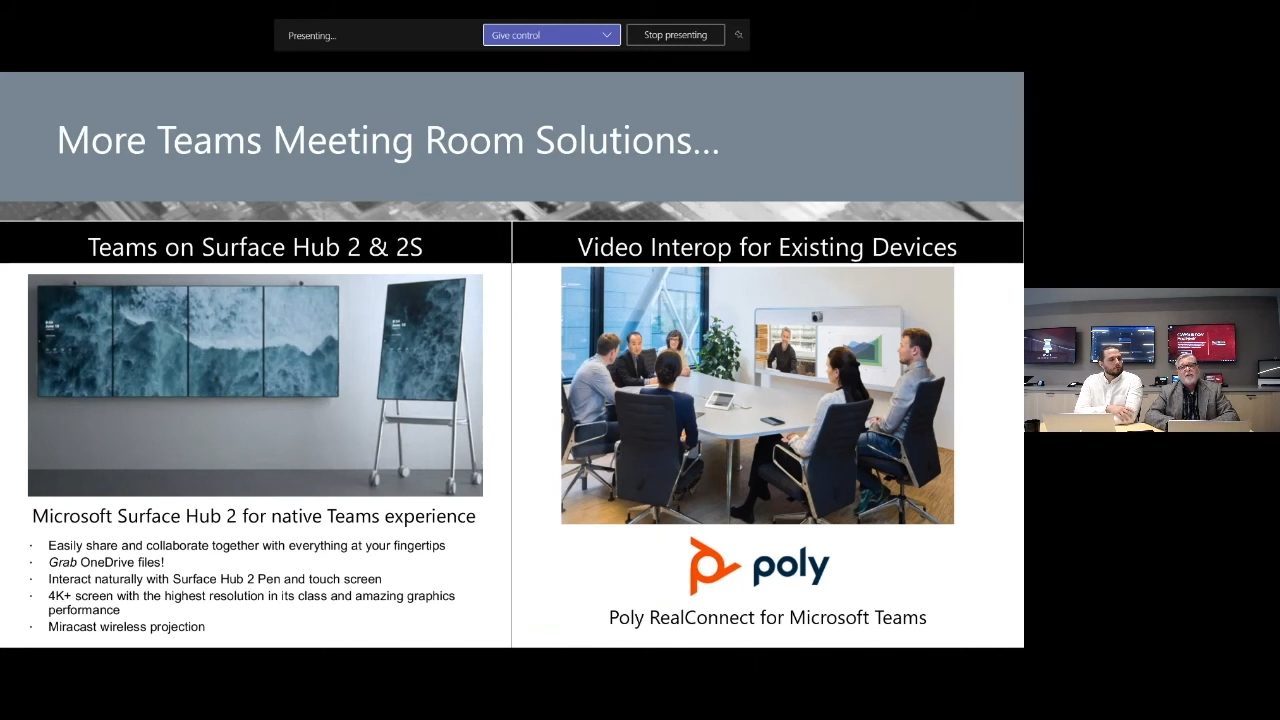 Presenting...
Give control
Stop presenting
More Teams Meeting Room Solutions...
Teams on Surface Hub 2 & 2S
Video Interop for Existing Devices
Microsoft Surface Hub 2 for native Teams experience
· Easily share and collaborate together with everything at your fingertips
· Grab OneDrive files!
· Interact naturally with Surface Hub 2 Pen and touch screen
· 4K+ screen with the highest resolution in its class and amazing graphics
performance
· Miracast wireless projection
poly
Poly RealConnect for Microsoft Teams